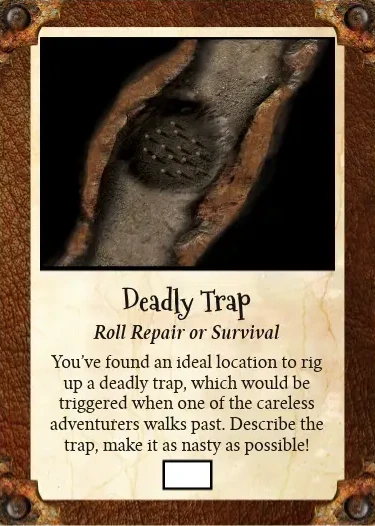 Deadly Trap
Roll Repair or Survival
You've found an ideal location to rig
up a deadly trap, which would be
triggered when one of the careless
adventurers walks past. Describe the
trap, make it as nasty as possible!